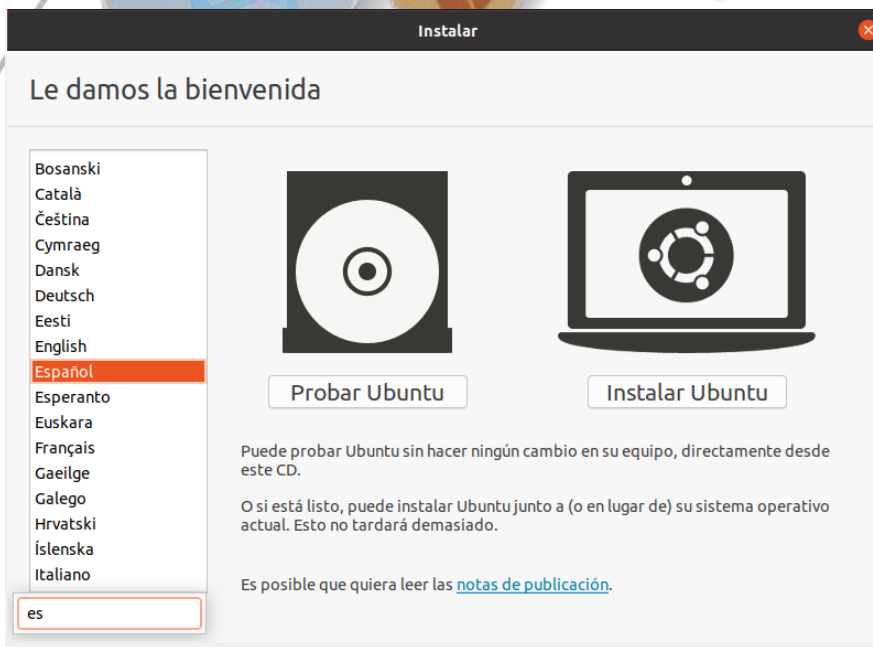 Instalar
Le damos la bienvenida
Bosanski
Català
Čeština
Cymraeg
Dansk
Deutsch
Eesti
English
Español
Esperanto
Euskara
Français
Gaeilge
Galego
Hrvatski
Íslenska
Italiano
es
Probar Ubuntu
Instalar Ubuntu
Puede probar Ubuntu sin hacer ningún cambio en su equipo, directamente desde
este CD.
O si está listo, puede instalar Ubuntu junto a (o en lugar de) su sistema operativo
actual. Esto no tardará demasiado.
Es posible que quiera leer las notas de publicación.